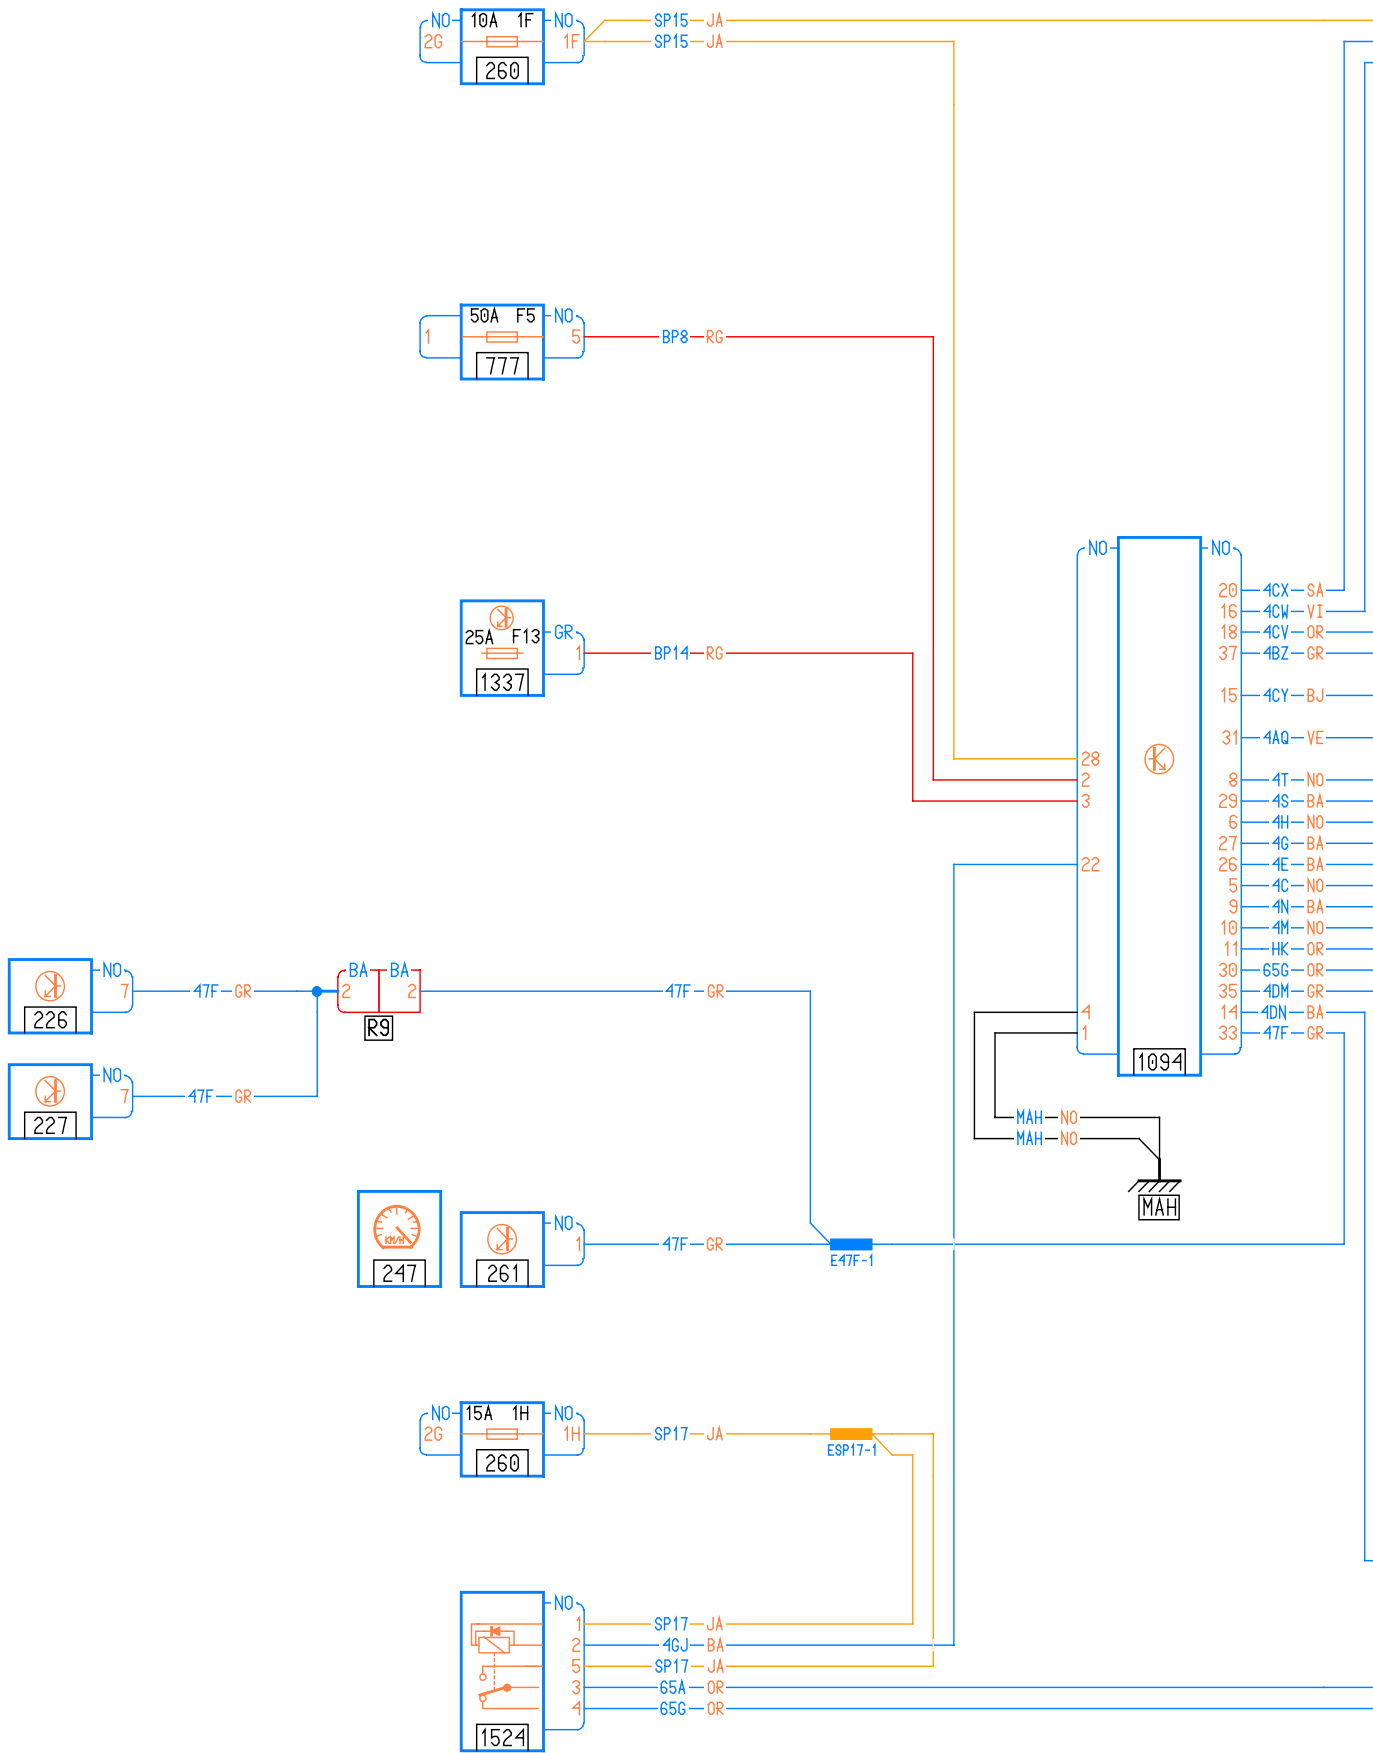 NO 10A 1F NO SP15 JA
2G 1F SP15 JA
260
50A F5 NO
1 5 BP8 RG
777
NO NO
20 4CX SA
16 4CW VI
GR 18 4CV OR
25A F13
1 BP14 RG 37 4BZ GR
1337
15 4CY BJ
31 4AQ VE
28
2 8 4T NO
3 29 4S BA
6 4H NO
27 4G BA
22 26 4E BA
5 4C NO
9 4N BA
10 4M NO
11 HK OR
NO BA BA 30 65G OR
7 47F GR 2 2 47F GR 35 4DM GR
226 R9 4 14 4DN BA
1 33 47F GR
1094
NO
7 47F GR
227
MAH NO
MAH NO
MAH
NO
KM/H
1 47F GR
E47F-1
247 261
NO 15A 1H NO
2G 1H SP17 JA
ESP17-1
260
NO
1 SP17 JA
2 4GJ BA
5 SP17 JA
3 65A OR
4 65G OR
1524